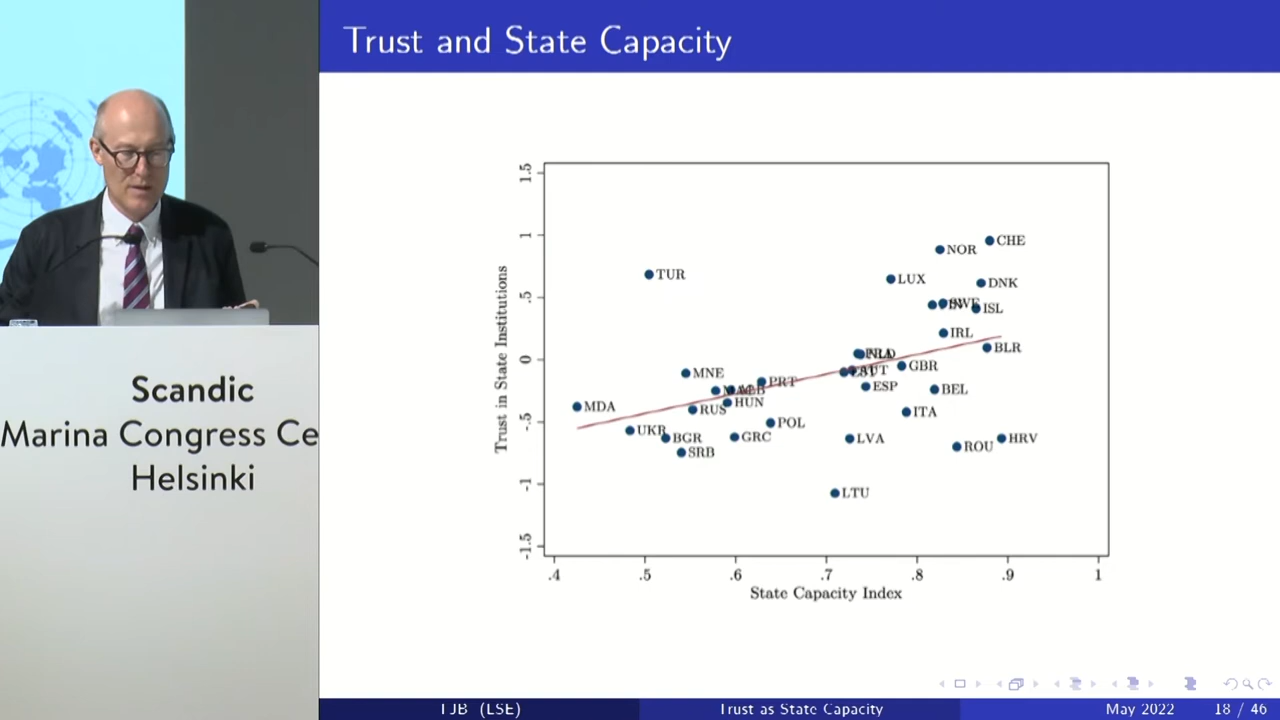 Trust and State Capacity
Scandic
Marina Congress Ce
Helsinki
Trust in State Institutions
1.5
1
.5
0
-.5
-1
-1.5
CHE
NOR
TUR
LUX
DNK
SWE
ISL
IRL
BLR
GBR
MNE
PRT
ESP
BEL
HUN
MDA
RUS
ITA
POL
UKR
BGR
GRC
LVA
HRV
ROU
SRB
LTU
.4 .5 .6 .7 .8 .9 1
State Capacity Index
TJB (LSE) Trust as State Capacity May 2022 18 / 46